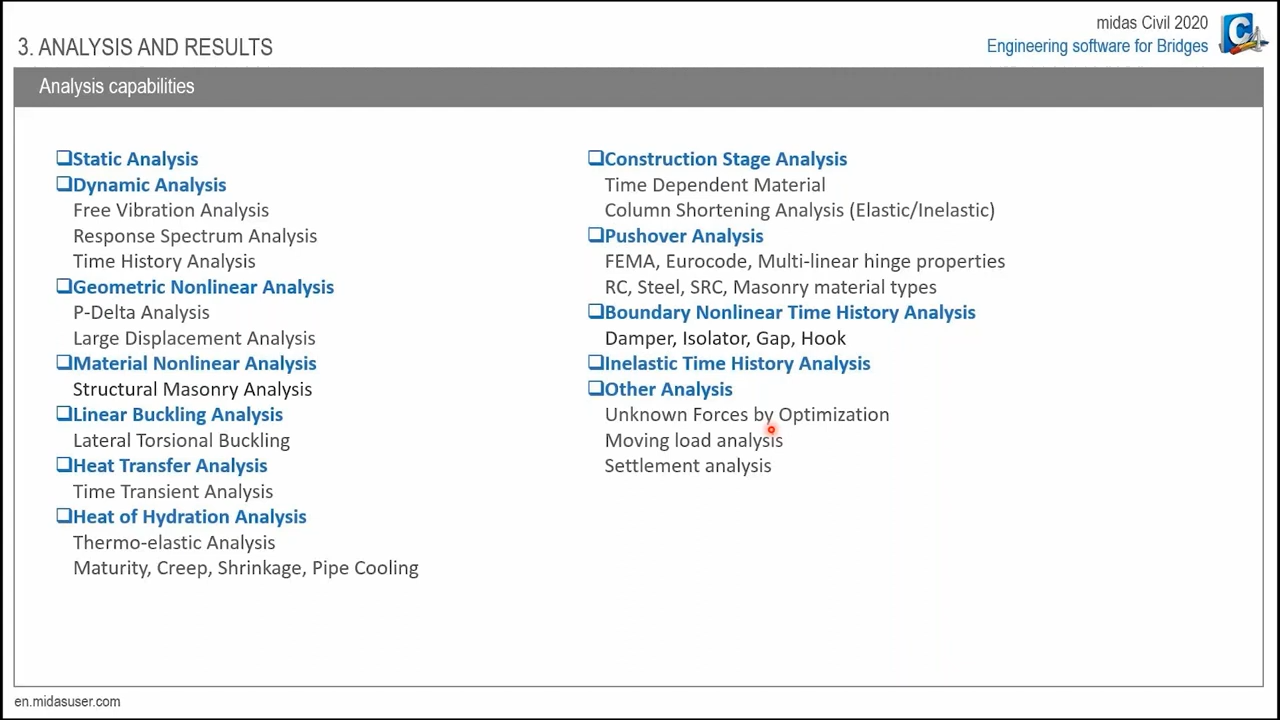 midas Civil 2020
3. ANALYSIS AND RESULTS
Engineering software for Bridges
Analysis capabilities
❑Static Analysis
❑Dynamic Analysis
Free Vibration Analysis
Response Spectrum Analysis
Time History Analysis
❑Geometric Nonlinear Analysis
P-Delta Analysis
Large Displacement Analysis
❑Material Nonlinear Analysis
Structural Masonry Analysis
❑Linear Buckling Analysis
Lateral Torsional Buckling
❑Heat Transfer Analysis
Time Transient Analysis
❑Heat of Hydration Analysis
Thermo-elastic Analysis
Maturity, Creep, Shrinkage, Pipe Cooling
❑Construction Stage Analysis
Time Dependent Material
Column Shortening Analysis (Elastic/Inelastic)
❑Pushover Analysis
FEMA, Eurocode, Multi-linear hinge properties
RC, Steel, SRC, Masonry material types
❑Boundary Nonlinear Time History Analysis
Damper, Isolator, Gap, Hook
❑Inelastic Time History Analysis
❑Other Analysis
Unknown Forces by Optimization
Moving load analysis
Settlement analysis
en.midasuser.com